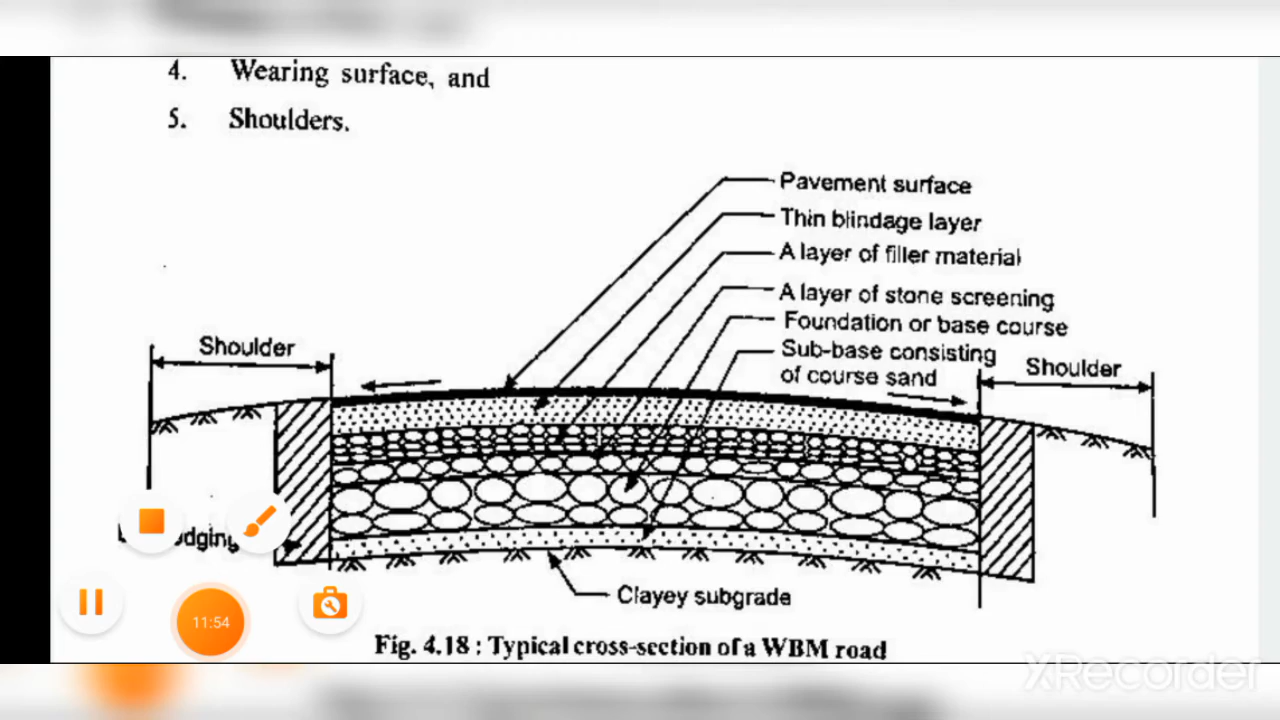 4. Wearing surface, and
5. Shoulders.
Pavement surface
Thin blindage layer
A layer of filler material
A layer of stone screening
Foundation or base course
Sub-base consisting
of course sand
Shoulder
Shoulder
Clayey subgrade
11:54
Fig. 4.18 : Typical cross-section of a WBM road
XRecorder